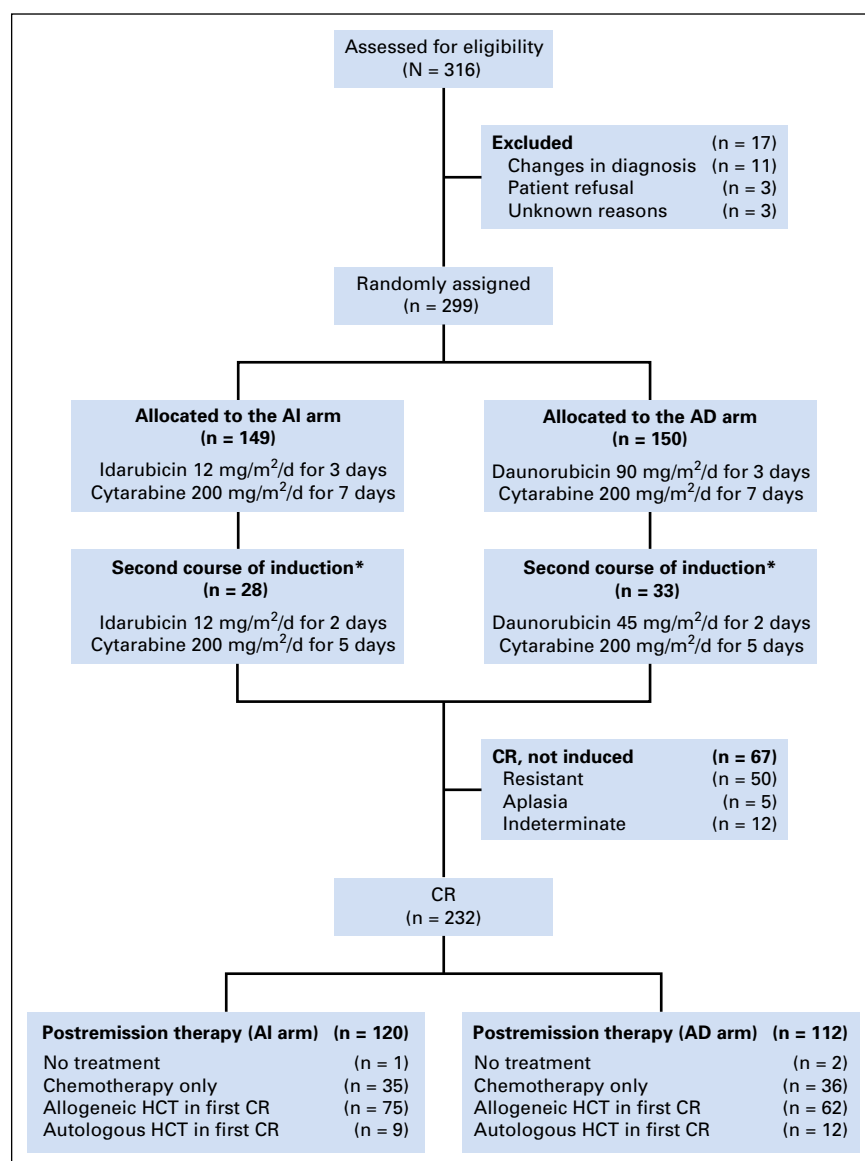 Assessed for eligibility
(N = 316)
Excluded (n = 17)
Changes in diagnosis (n = 11)
Patient refusal (n = 3)
Unknown reasons (n = 3)
Randomly assigned
(n = 299)
Allocated to the AI arm
(n = 149)
Idarubicin 12 mg/m²/d for 3 days
Cytarabine 200 mg/m²/d for 7 days
Allocated to the AD arm
(n = 150)
Daunorubicin 90 mg/m²/d for 3 days
Cytarabine 200 mg/m²/d for 7 days
Second course of induction*
(n = 28)
Idarubicin 12 mg/m²/d for 2 days
Cytarabine 200 mg/m²/d for 5 days
Second course of induction*
(n = 33)
Daunorubicin 45 mg/m²/d for 2 days
Cytarabine 200 mg/m²/d for 5 days
CR, not induced (n = 67)
Resistant (n = 50)
Aplasia (n = 5)
Indeterminate (n = 12)
CR
(n = 232)
Postremission therapy (AI arm) (n = 120)
No treatment (n = 1)
Chemotherapy only (n = 35)
Allogeneic HCT in first CR (n = 75)
Autologous HCT in first CR (n = 9)
Postremission therapy (AD arm) (n = 112)
No treatment (n = 2)
Chemotherapy only (n = 36)
Allogeneic HCT in first CR (n = 62)
Autologous HCT in first CR (n = 12)